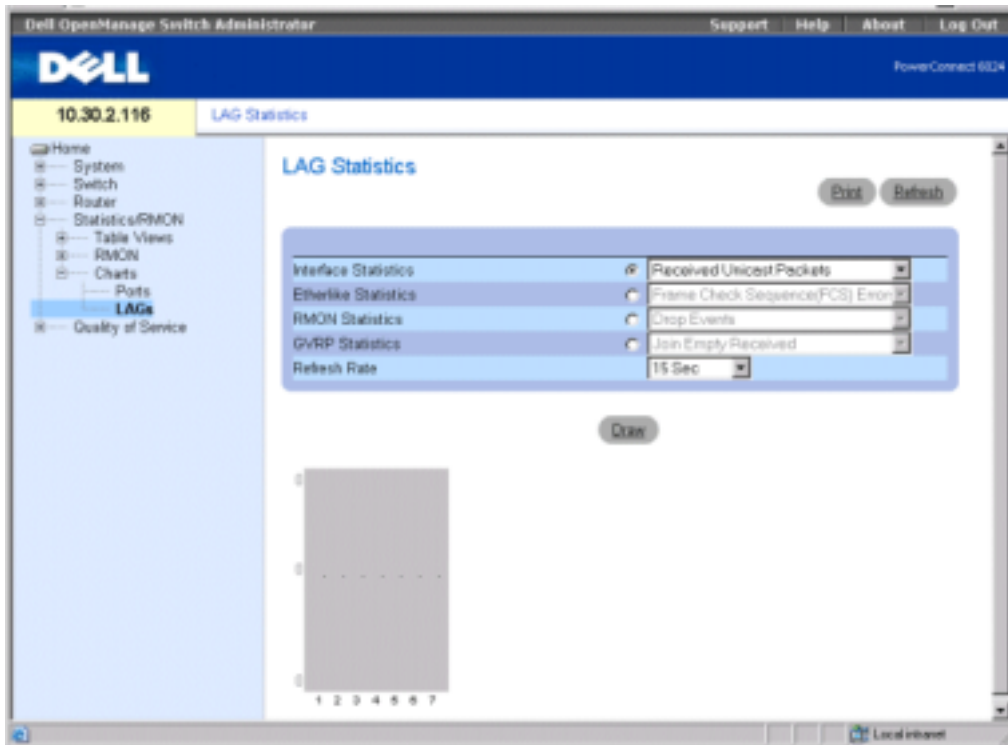 Dell OpenManage Switch Administrator Support Help About Log Out
DELL
PowerConnect 6024
10.30.2.116 LAG Statistics
Home
System
Switch
Router
Statistics/RMON
Table Views
RMON
Charts
Ports
LAGs
Quality of Service
LAG Statistics
Print Refresh
Interface Statistics Received Unicast Packets
Etherlike Statistics Frame Check Sequence(FCS) Errors
RMON Statistics Drop Events
GVRP Statistics Join Empty Received
Refresh Rate 15 Sec
Draw
0
0
0
1 2 3 4 5 6 7
Local intranet